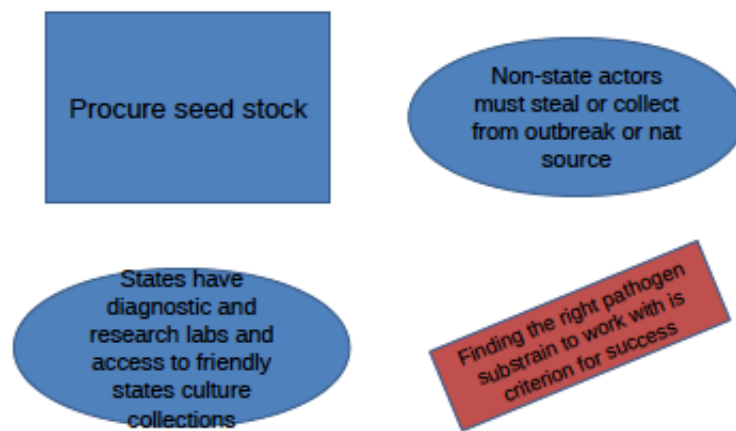 Procure seed stock
Non-state actors
must steal or collect
from outbreak or nat
source
States have
diagnostic and
research labs and
access to friendly
states culture
collections
Finding the right pathogen
substrain to work with is
criterion for success